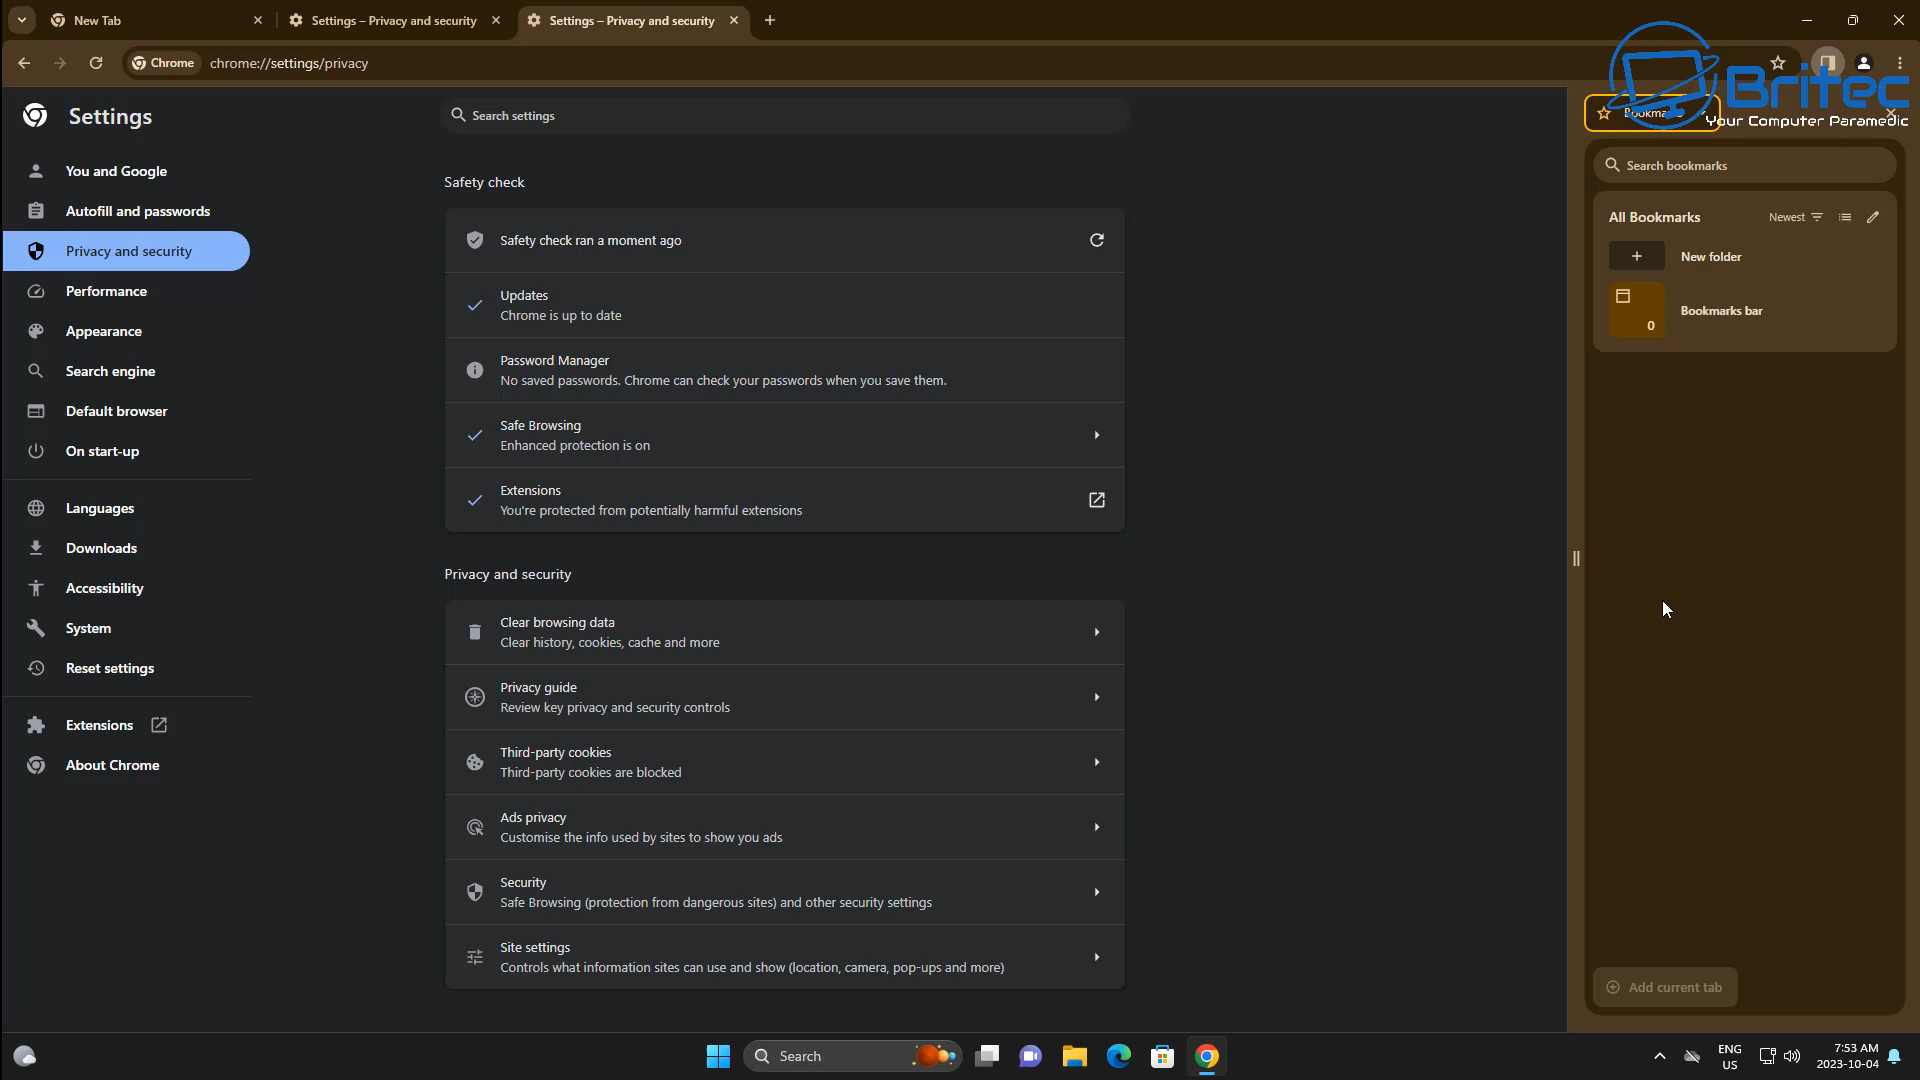 New Tab
Settings – Privacy and security
Settings – Privacy and security
Chrome
chrome://settings/privacy
Britec
Your Computer Paramedic
Settings
Search settings
You and Google
Autofill and passwords
Privacy and security
Performance
Appearance
Search engine
Default browser
On start-up
Languages
Downloads
Accessibility
System
Reset settings
Extensions
About Chrome
Safety check
Safety check ran a moment ago
Updates
Chrome is up to date
Password Manager
No saved passwords. Chrome can check your passwords when you save them.
Safe Browsing
Enhanced protection is on
Extensions
You're protected from potentially harmful extensions
Privacy and security
Clear browsing data
Clear history, cookies, cache and more
Privacy guide
Review key privacy and security controls
Third-party cookies
Third-party cookies are blocked
Ads privacy
Customise the info used by sites to show you ads
Security
Safe Browsing (protection from dangerous sites) and other security settings
Site settings
Controls what information sites can use and show (location, camera, pop-ups and more)
Search bookmarks
All Bookmarks
Newest
New folder
0
Bookmarks bar
Add current tab
Search
ENG
US
7:53 AM
2023-10-04